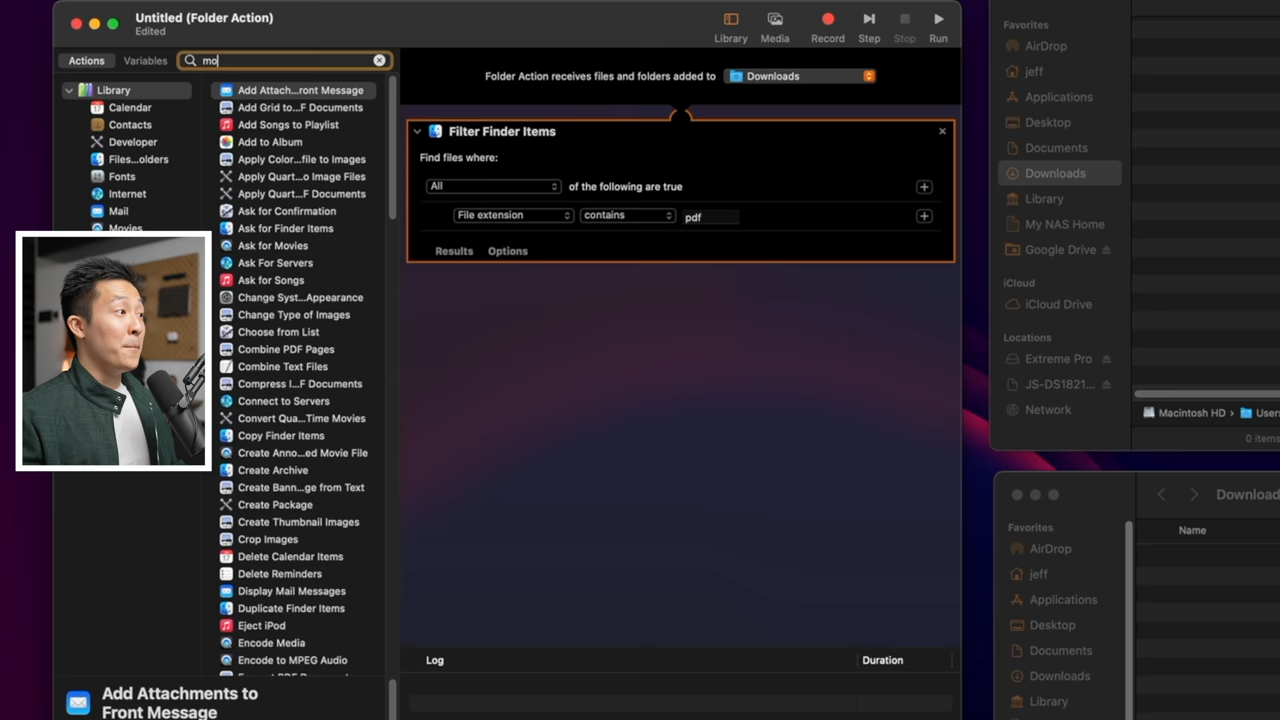 Untitled (Folder Action)
Edited
Library
Media
Record
Step
Stop
Run
Actions
Variables
mo
Library
Calendar
Contacts
Developer
Files...olders
Fonts
Internet
Mail
Movies
Add Attach...ront Message
Add Grid to...F Documents
Add Songs to Playlist
Add to Album
Apply Color...file to Images
Apply Quart...o Image Files
Apply Quart...F Documents
Ask for Confirmation
Ask for Finder Items
Ask for Movies
Ask For Servers
Ask for Songs
Change Syst...Appearance
Change Type of Images
Choose from List
Combine PDF Pages
Combine Text Files
Compress I...F Documents
Connect to Servers
Convert Qua...Time Movies
Copy Finder Items
Create Anno...ed Movie File
Create Archive
Create Bann...ge from Text
Create Package
Create Thumbnail Images
Crop Images
Delete Calendar Items
Delete Reminders
Display Mail Messages
Duplicate Finder Items
Eject iPod
Encode Media
Encode to MPEG Audio
Add Attachments to
Front Message
Folder Action receives files and folders added to
Downloads
Filter Finder Items
Find files where:
All
of the following are true
File extension
contains
pdf
Results
Options
Log
Duration
Favorites
AirDrop
jeff
Applications
Desktop
Documents
Downloads
Library
My NAS Home
Google Drive
iCloud
iCloud Drive
Locations
Extreme Pro
JS-DS1821...
Network
Macintosh HD › Users
0 items
Download
Name
Favorites
AirDrop
jeff
Applications
Desktop
Documents
Downloads
Library